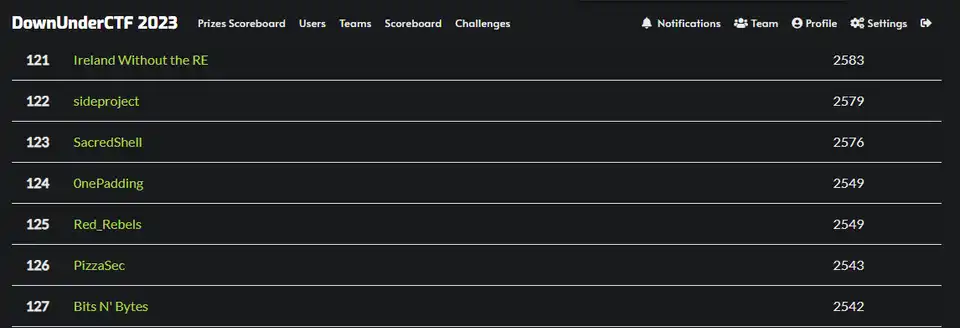 DownUnderCTF 2023 Prizes Scoreboard Users Teams Scoreboard Challenges Notifications Team Profile Settings
121 Ireland Without the RE 2583
122 sideproject 2579
123 SacredShell 2576
124 0nePadding 2549
125 Red_Rebels 2549
126 PizzaSec 2543
127 Bits N' Bytes 2542